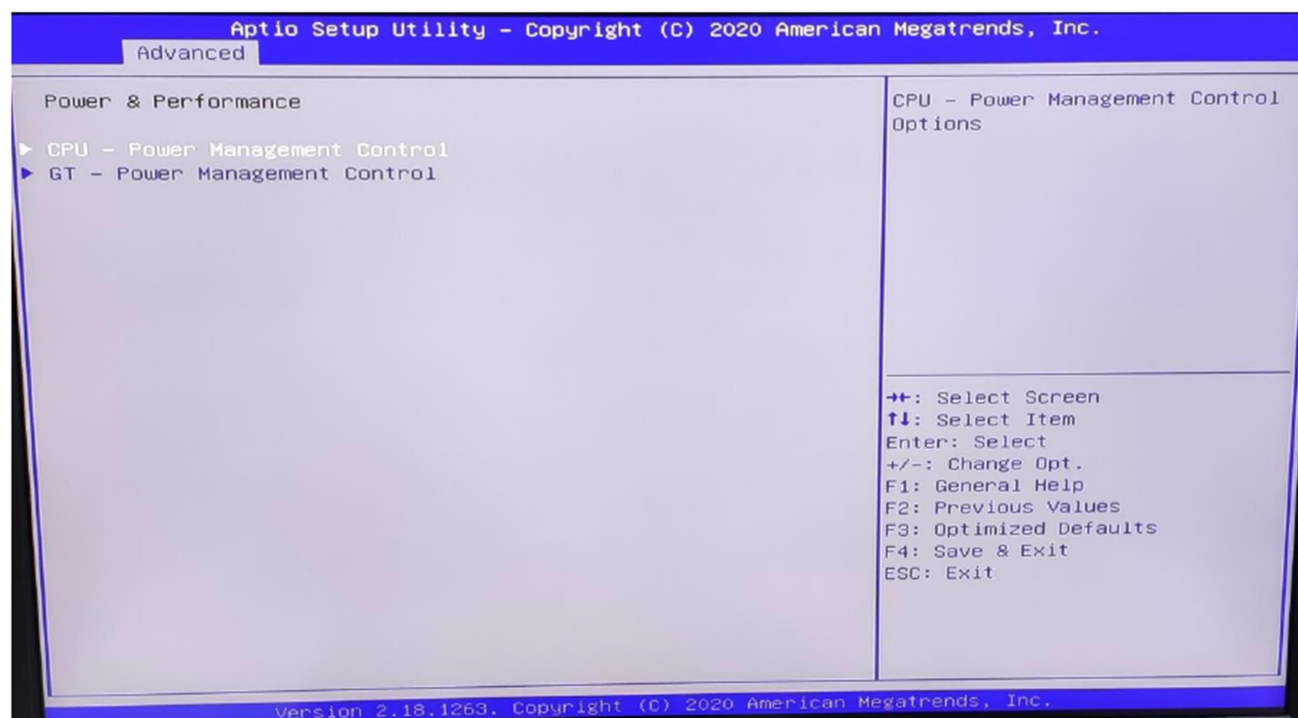 Aptio Setup Utility – Copyright (C) 2020 American Megatrends, Inc.
Advanced
Power & Performance
► CPU – Power Management Control
► GT – Power Management Control
CPU – Power Management Control
Options
→←: Select Screen
↑↓: Select Item
Enter: Select
+/-: Change Opt.
F1: General Help
F2: Previous Values
F3: Optimized Defaults
F4: Save & Exit
ESC: Exit
Version 2.18.1263. Copyright (C) 2020 American Megatrends, Inc.